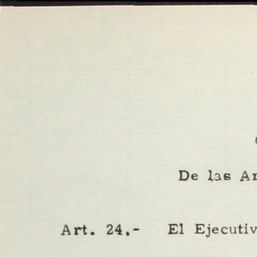 De las Ar
Art. 24.- El Ejecutiv